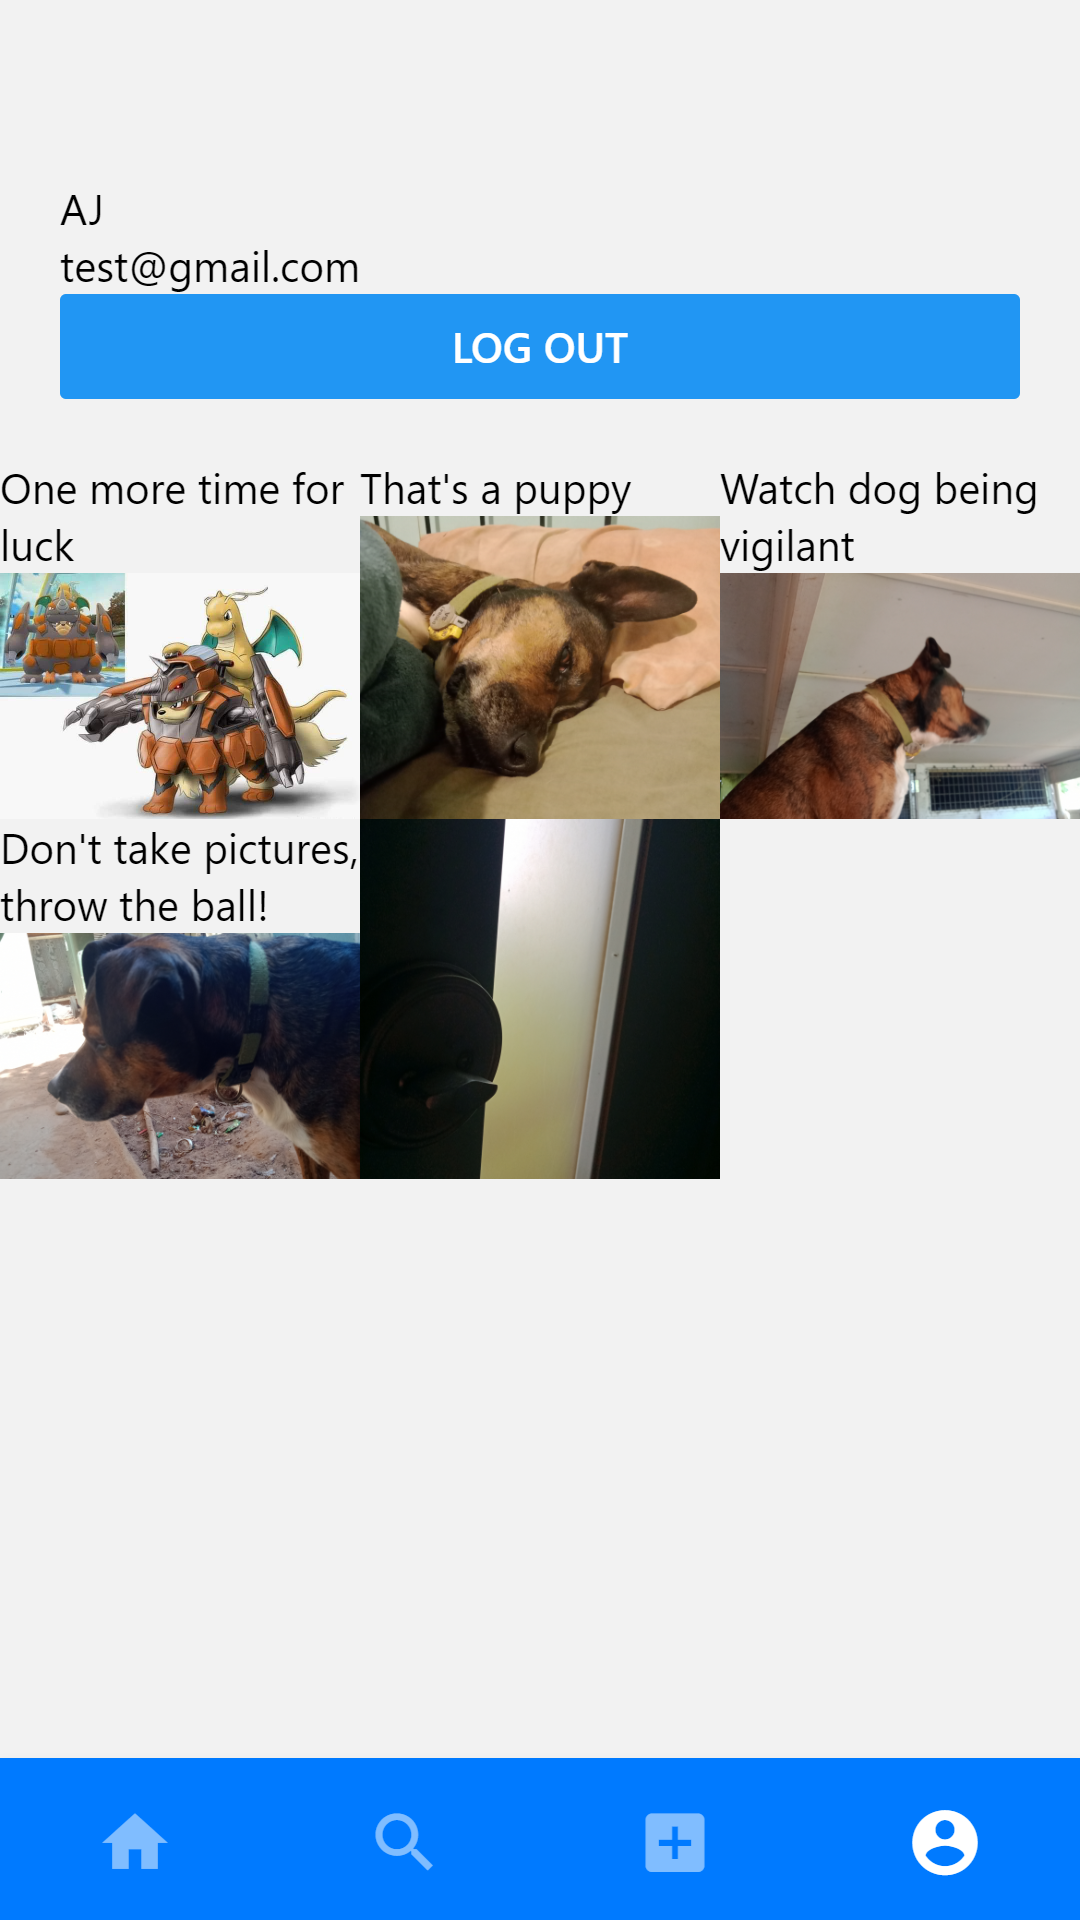 AJ
test@gmail.com
LOG OUT
One more time for
luck
That's a puppy
Watch dog being
vigilant
Don't take pictures,
throw the ball!